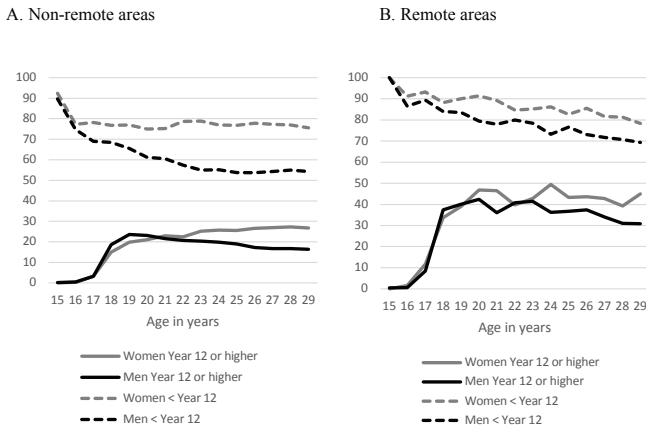 A. Non-remote areas
100
90
80
70
60
50
40
30
20
10
0
15 16 17 18 19 20 21 22 23 24 25 26 27 28 29
Age in years
Women Year 12 or higher
Men Year 12 or higher
Women < Year 12
Men < Year 12
B. Remote areas
100
90
80
70
60
50
40
30
20
10
0
15 16 17 18 19 20 21 22 23 24 25 26 27 28 29
Age in years
Women Year 12 or higher
Men Year 12 or higher
Women < Year 12
Men < Year 12